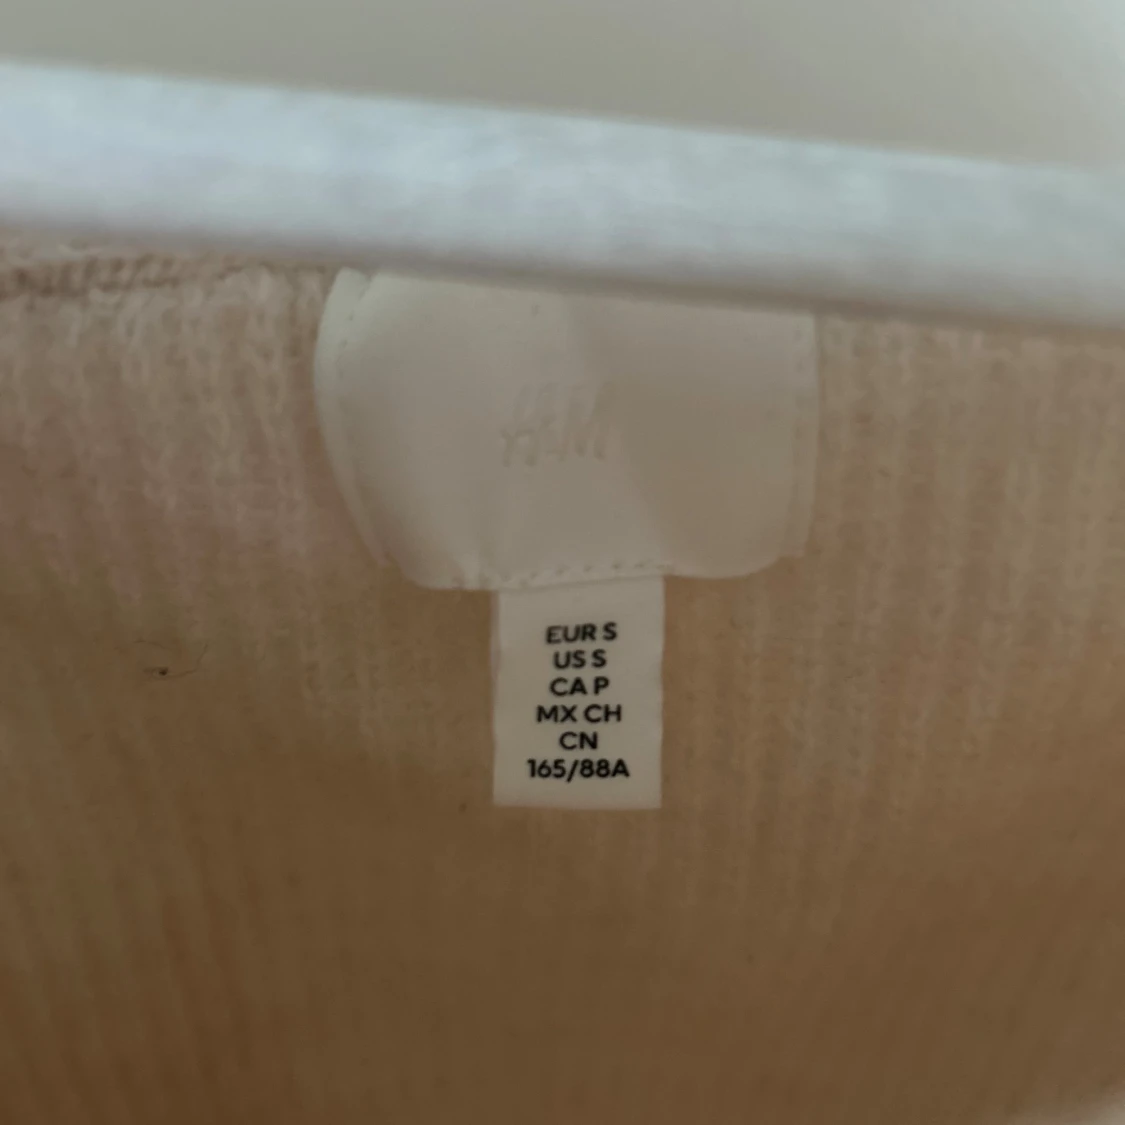 H&M
EUR S
US S
CA P
MX CH
CN
165/88A